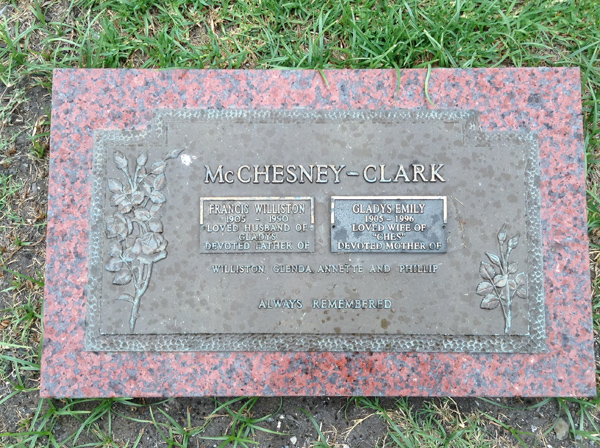 McCHESNEY-CLARK
FRANCIS WILLISTON
1905 - 1950
LOVED HUSBAND OF
GLADYS
DEVOTED FATHER OF
GLADYS EMILY
1905 - 1996
LOVED WIFE OF
"CHES"
DEVOTED MOTHER OF
WILLISTON, GLENDA, ANNETTE AND PHILLIP
ALWAYS REMEMBERED